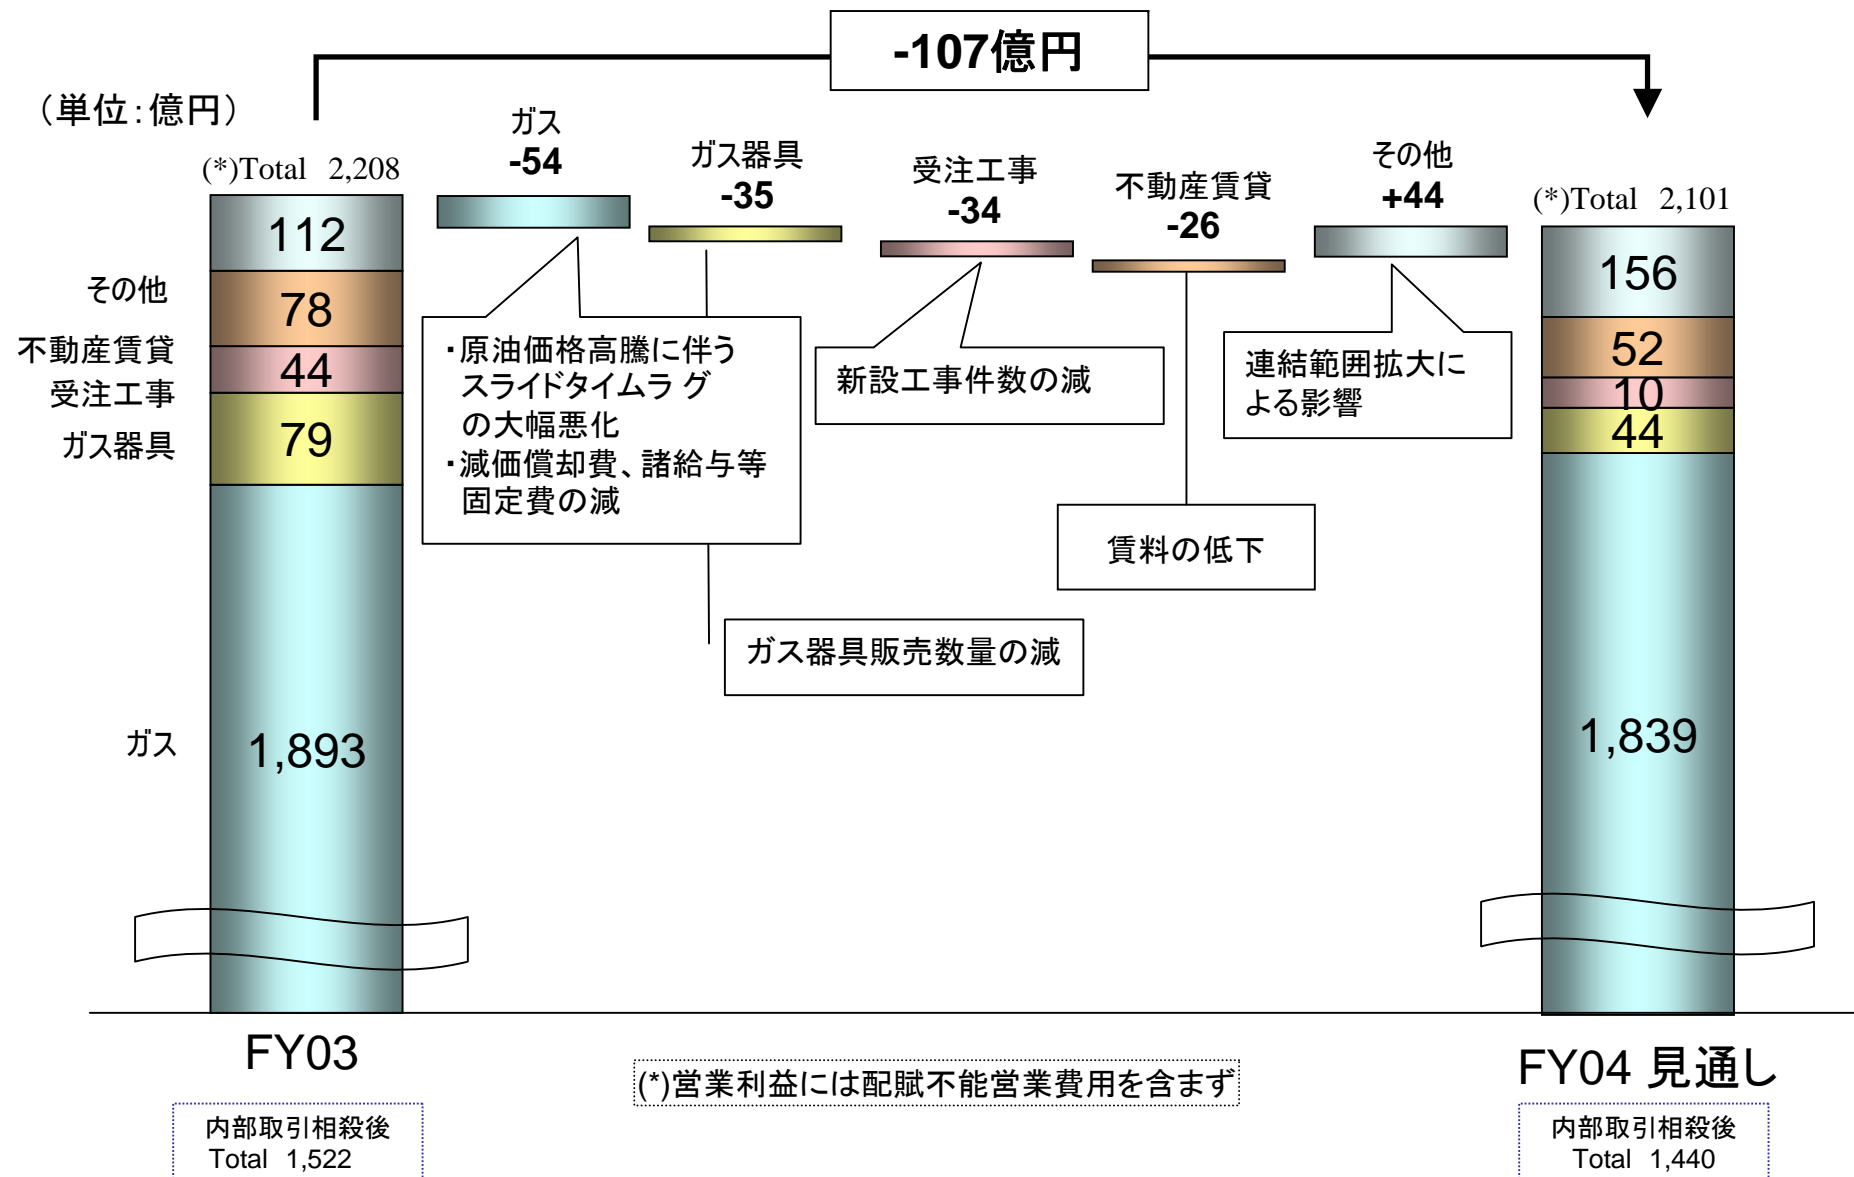 -107億円
（単位：億円）
(*)Total 2,208
ガス
-54
ガス器具
-35
受注工事
-34
不動産賃貸
-26
その他
+44
(*)Total 2,101
112
78
44
79
1,893
その他
不動産賃貸
受注工事
ガス器具
ガス
・原油価格高騰に伴う
スライドタイムラ グ
の大幅悪化
・減価償却費、諸給与等
固定費の減
新設工事件数の減
連結範囲拡大に
よる影響
賃料の低下
ガス器具販売数量の減
156
52
10
44
1,839
FY03
FY04 見通し
(*)営業利益には配賦不能営業費用を含まず
内部取引相殺後
Total 1,522
内部取引相殺後
Total 1,440